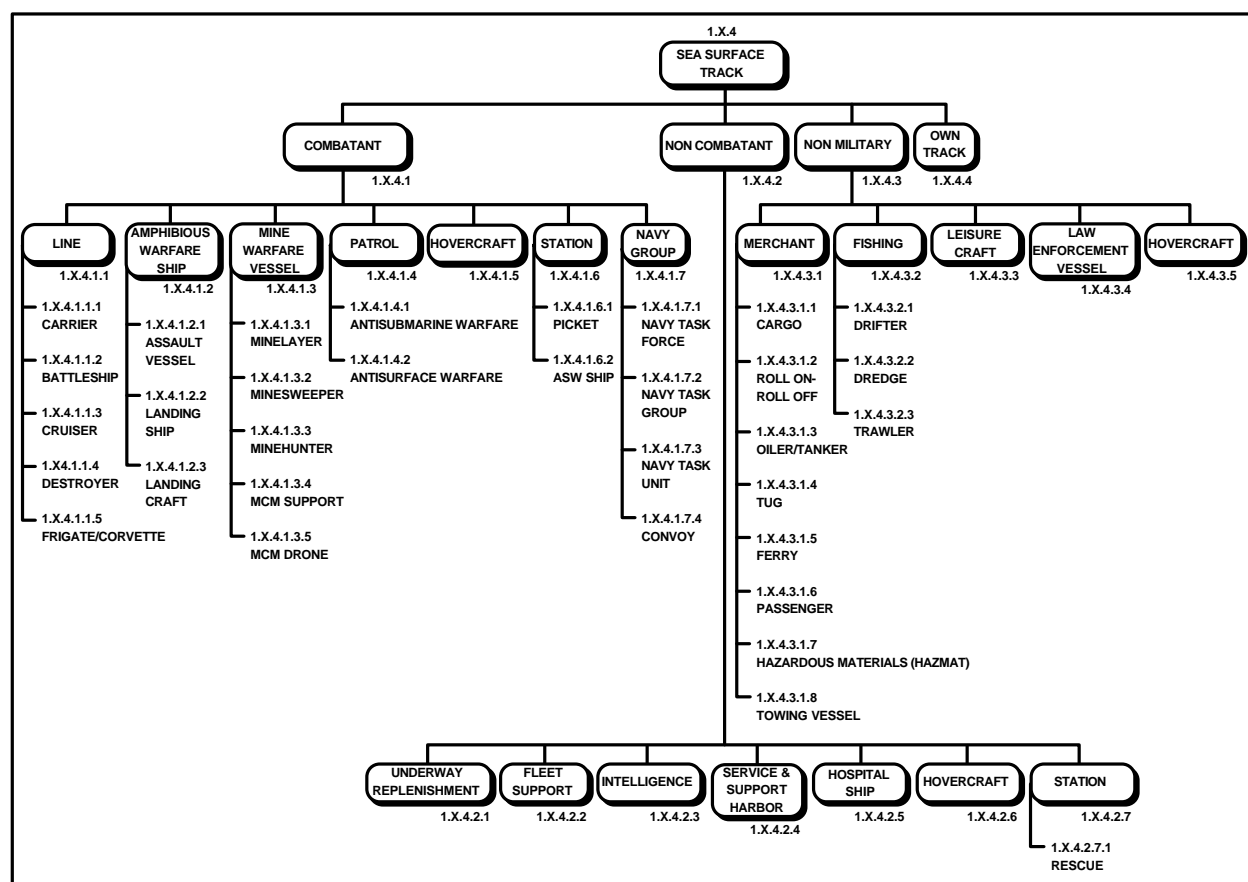 1.X.4
SEA SURFACE
TRACK
COMBATANT
1.X.4.1
NON COMBATANT
1.X.4.2
NON MILITARY
1.X.4.3
OWN
TRACK
1.X.4.4
LINE
1.X.4.1.1
1.X.4.1.1.1
CARRIER
1.X.4.1.1.2
BATTLESHIP
1.X.4.1.1.3
CRUISER
1.X4.1.1.4
DESTROYER
1.X.4.1.1.5
FRIGATE/CORVETTE
AMPHIBIOUS
WARFARE
SHIP
1.X.4.1.2
1.X.4.1.2.1
ASSAULT
VESSEL
1.X.4.1.2.2
LANDING
SHIP
1.X.4.1.2.3
LANDING
CRAFT
MINE
WARFARE
VESSEL
1.X.4.1.3
1.X.4.1.3.1
MINELAYER
1.X.4.1.3.2
MINESWEEPER
1.X.4.1.3.3
MINEHUNTER
1.X.4.1.3.4
MCM SUPPORT
1.X.4.1.3.5
MCM DRONE
PATROL
1.X.4.1.4
1.X.4.1.4.1
ANTISUBMARINE WARFARE
1.X.4.1.4.2
ANTISURFACE WARFARE
HOVERCRAFT
1.X.4.1.5
STATION
1.X.4.1.6
1.X.4.1.6.1
PICKET
1.X.4.1.6.2
ASW SHIP
NAVY
GROUP
1.X.4.1.7
1.X.4.1.7.1
NAVY TASK
FORCE
1.X.4.1.7.2
NAVY TASK
GROUP
1.X.4.1.7.3
NAVY TASK
UNIT
1.X.4.1.7.4
CONVOY
MERCHANT
1.X.4.3.1
1.X.4.3.1.1
CARGO
1.X.4.3.1.2
ROLL ON-
ROLL OFF
1.X.4.3.1.3
OILER/TANKER
1.X.4.3.1.4
TUG
1.X.4.3.1.5
FERRY
1.X.4.3.1.6
PASSENGER
1.X.4.3.1.7
HAZARDOUS MATERIALS (HAZMAT)
1.X.4.3.1.8
TOWING VESSEL
FISHING
1.X.4.3.2
1.X.4.3.2.1
DRIFTER
1.X.4.3.2.2
DREDGE
1.X.4.3.2.3
TRAWLER
LEISURE
CRAFT
1.X.4.3.3
LAW
ENFORCEMENT
VESSEL
1.X.4.3.4
HOVERCRAFT
1.X.4.3.5
UNDERWAY
REPLENISHMENT
1.X.4.2.1
FLEET
SUPPORT
1.X.4.2.2
INTELLIGENCE
1.X.4.2.3
SERVICE &
SUPPORT
HARBOR
1.X.4.2.4
HOSPITAL
SHIP
1.X.4.2.5
HOVERCRAFT
1.X.4.2.6
STATION
1.X.4.2.7
1.X.4.2.7.1
RESCUE